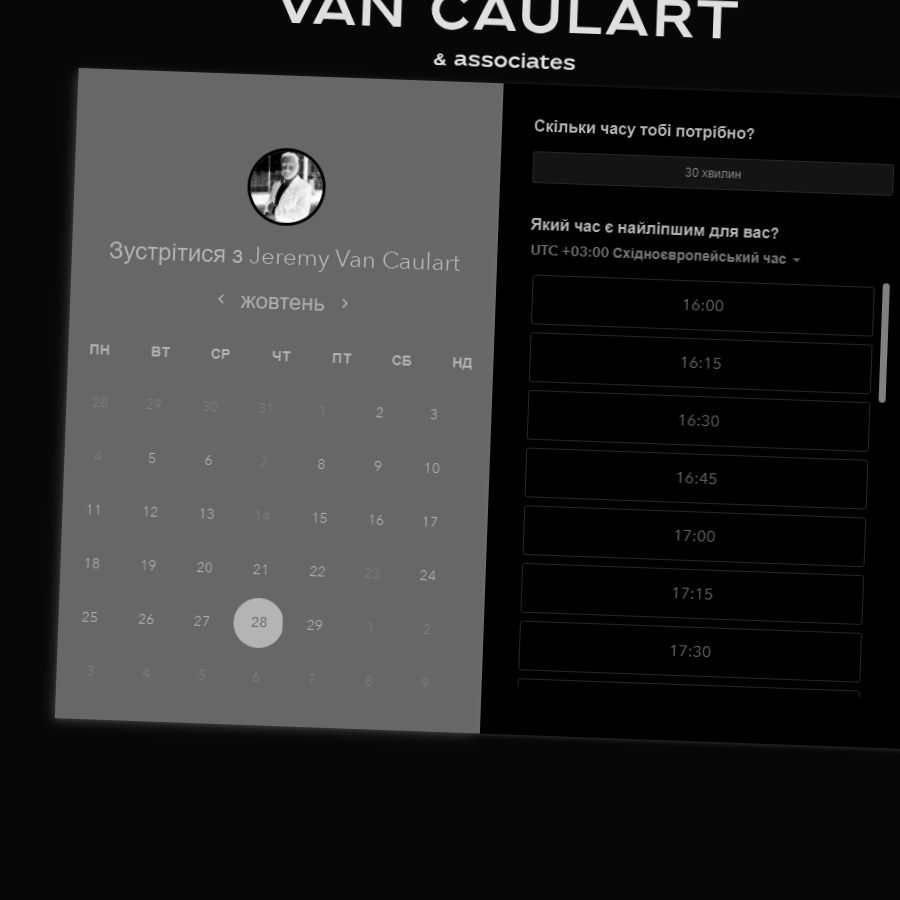 VAN CAULART
& associates
Зустрітися з Jeremy Van Caulart
жовтень
ПН ВТ СР ЧТ ПТ СБ НД
28 29 30 31 1 2 3
4 5 6 7 8 9 10
11 12 13 14 15 16 17
18 19 20 21 22 23 24
25 26 27 28 29 1 2
3 4 5 6 7 8 9
Скільки часу тобі потрібно?
30 хвилин
Який час є найліпшим для вас?
UTC +03:00 Східноєвропейський час
16:00
16:15
16:30
16:45
17:00
17:15
17:30